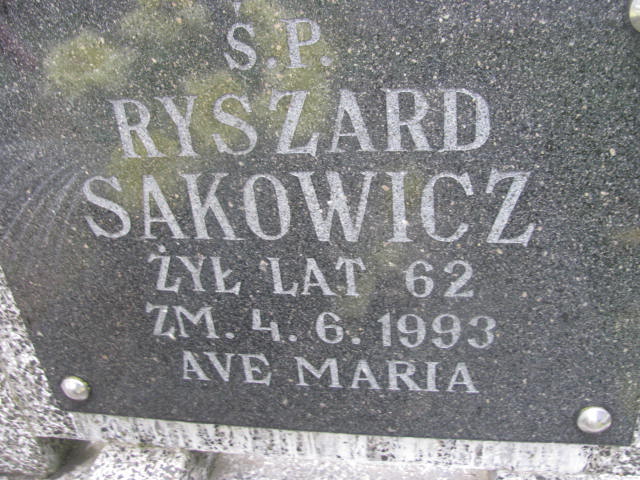 Ś.P.
RYSZARD
SAKOWICZ
ŻYŁ LAT 62
ZM. 4. 6. 1993
AVE MARIA